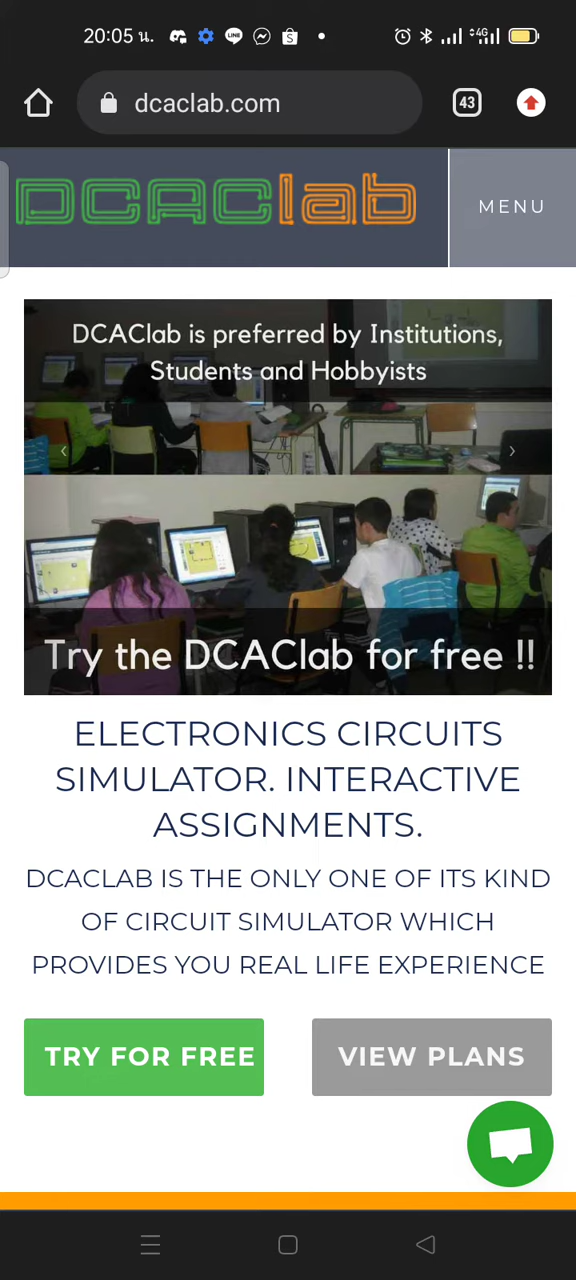 20:05 น.
4G
dcaclab.com
43
DCAClab
MENU
DCAClab is preferred by Institutions,
Students and Hobbyists
Try the DCAClab for free !!
ELECTRONICS CIRCUITS
SIMULATOR. INTERACTIVE
ASSIGNMENTS.
DCACLAB IS THE ONLY ONE OF ITS KIND
OF CIRCUIT SIMULATOR WHICH
PROVIDES YOU REAL LIFE EXPERIENCE
TRY FOR FREE
VIEW PLANS